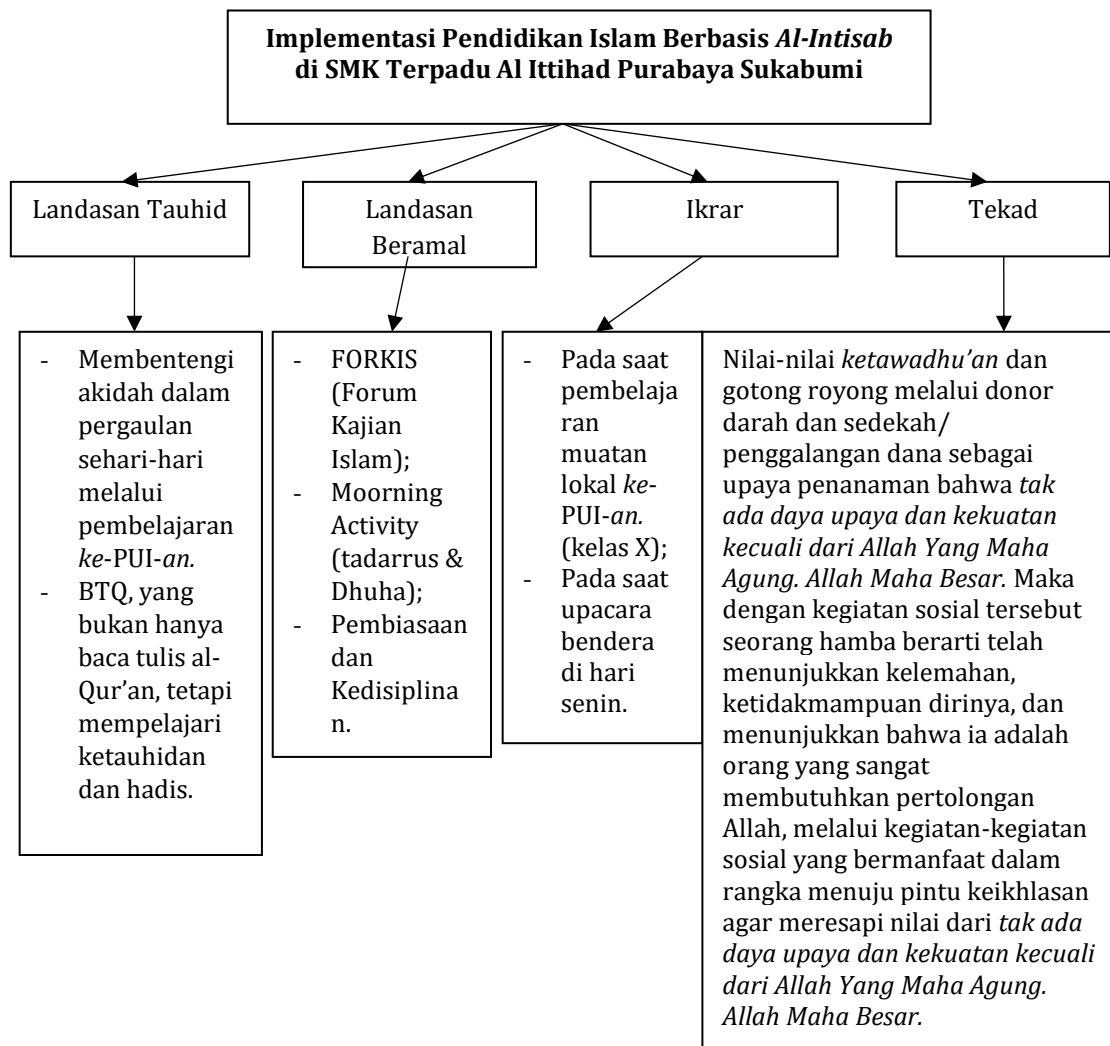 Implementasi Pendidikan Islam Berbasis Al-Intisab
di SMK Terpadu Al Ittihad Purabaya Sukabumi
Landasan Tauhid
Landasan
Beramal
Ikrar
Tekad
- Membentengi
akidah dalam
pergaulan
sehari-hari
melalui
pembelajaran
ke-PUI-an.
- BTQ, yang
bukan hanya
baca tulis al-
Qur’an, tetapi
mempelajari
ketauhidan
dan hadis.
- FORKIS
(Forum
Kajian
Islam);
- Moorning
Activity
(tadarrus &
Dhuha);
- Pembiasaan
dan
Kedisiplina
n.
- Pada saat
pembelaja
ran
muatan
lokal ke-
PUI-an.
(kelas X);
- Pada saat
upacara
bendera
di hari
senin.
Nilai-nilai ketawadhu’an dan
gotong royong melalui donor
darah dan sedekah/
penggalangan dana sebagai
upaya penanaman bahwa tak
ada daya upaya dan kekuatan
kecuali dari Allah Yang Maha
Agung. Allah Maha Besar. Maka
dengan kegiatan sosial tersebut
seorang hamba berarti telah
menunjukkan kelemahan,
ketidakmampuan dirinya, dan
menunjukkan bahwa ia adalah
orang yang sangat
membutuhkan pertolongan
Allah, melalui kegiatan-kegiatan
sosial yang bermanfaat dalam
rangka menuju pintu keikhlasan
agar meresapi nilai dari tak ada
daya upaya dan kekuatan kecuali
dari Allah Yang Maha Agung.
Allah Maha Besar.